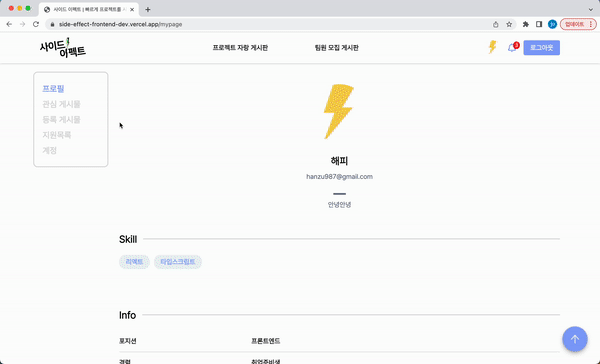 사이드 이펙트 | 빠르게 프로젝트를
side-effect-frontend-dev.vercel.app/mypage
업데이트
사이드
이펙트
프로젝트 자랑 게시판
팀원 모집 게시판
로그아웃
프로필
관심 게시물
등록 게시물
지원목록
계정
해피
hanzu987@gmail.com
안녕안녕
Skill
리액트
타입스크립트
Info
포지션
프론트엔드
경력
취업준비생